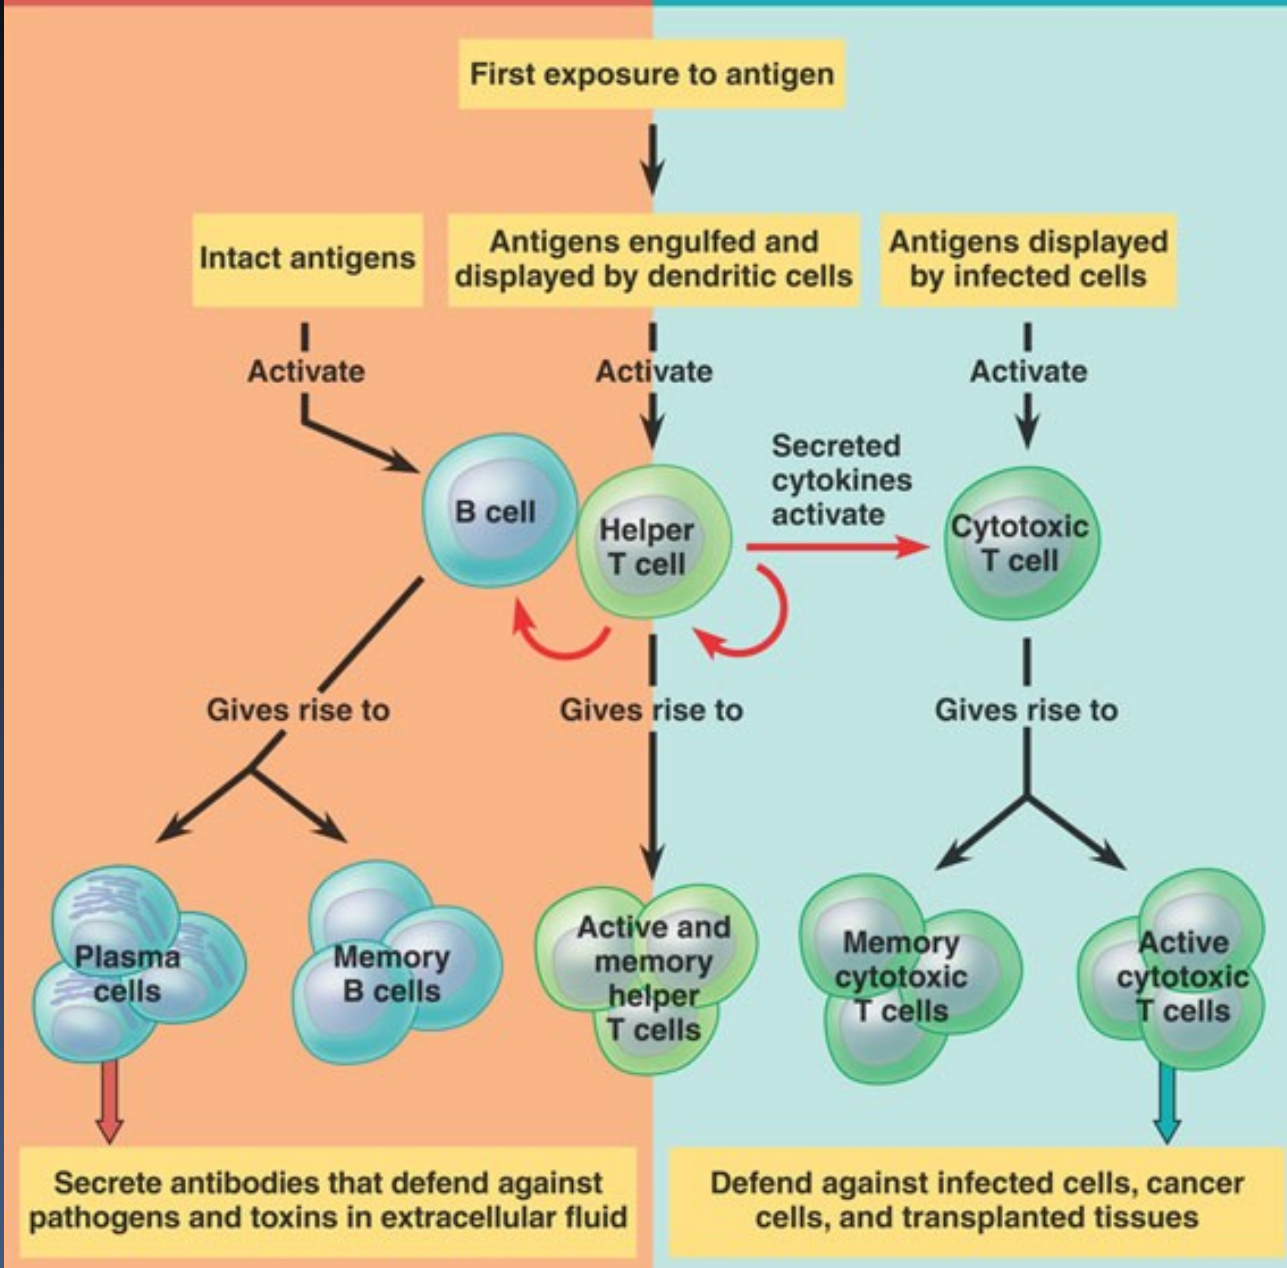 First exposure to antigen
Intact antigens
Antigens engulfed and
displayed by dendritic cells
Antigens displayed
by infected cells
Activate
Activate
Activate
Secreted
cytokines
activate
B cell
Helper
T cell
Cytotoxic
T cell
Gives rise to
Gives rise to
Gives rise to
Plasma
cells
Memory
B cells
Active and
memory
helper
T cells
Memory
cytotoxic
T cells
Active
cytotoxic
T cells
Secrete antibodies that defend against
pathogens and toxins in extracellular fluid
Defend against infected cells, cancer
cells, and transplanted tissues